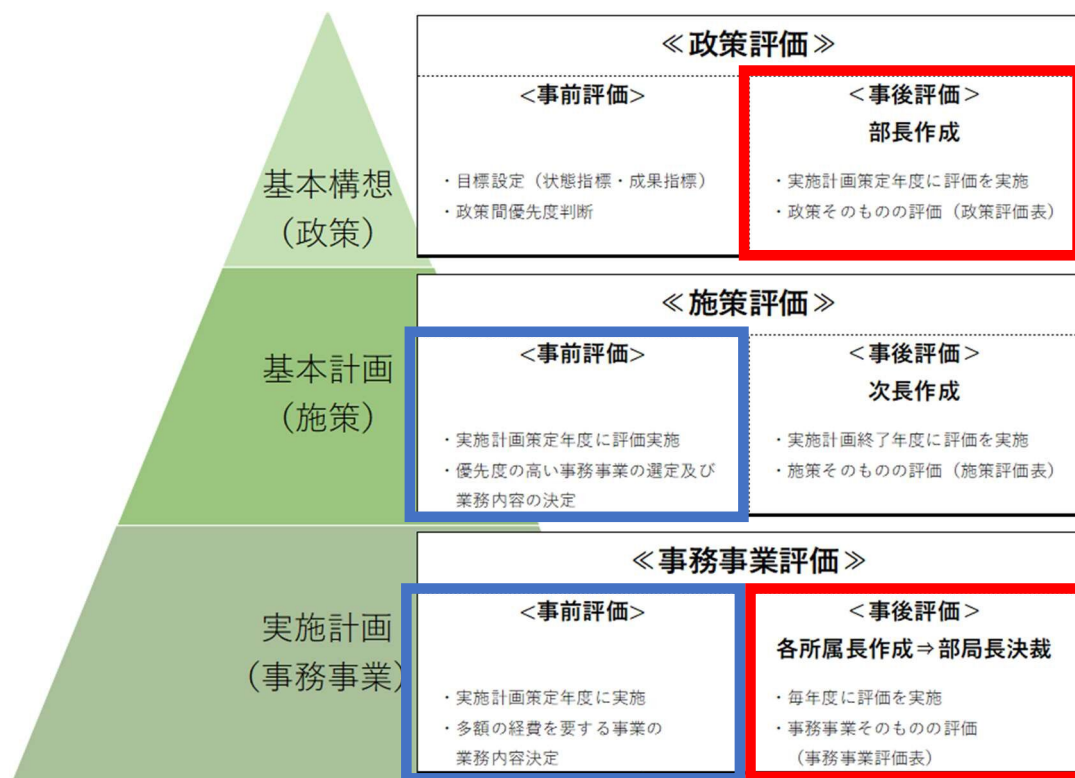 基本構想
（政策）
≪政策評価≫
<事前評価>
・目標設定（状態指標・成果指標）
・政策間優先度判断
<事後評価>
部長作成
・実施計画策定年度に評価を実施
・政策そのものの評価（政策評価表）
基本計画
（施策）
≪施策評価≫
<事前評価>
・実施計画策定年度に評価実施
・優先度の高い事務事業の選定及び
業務内容の決定
<事後評価>
次長作成
・実施計画終了年度に評価を実施
・施策そのものの評価（施策評価表）
実施計画
（事務事業）
≪事務事業評価≫
<事前評価>
・実施計画策定年度に実施
・多額の経費を要する事業の
業務内容決定
<事後評価>
各所属長作成⇒部局長決裁
・毎年度に評価を実施
・事務事業そのものの評価
（事務事業評価表）